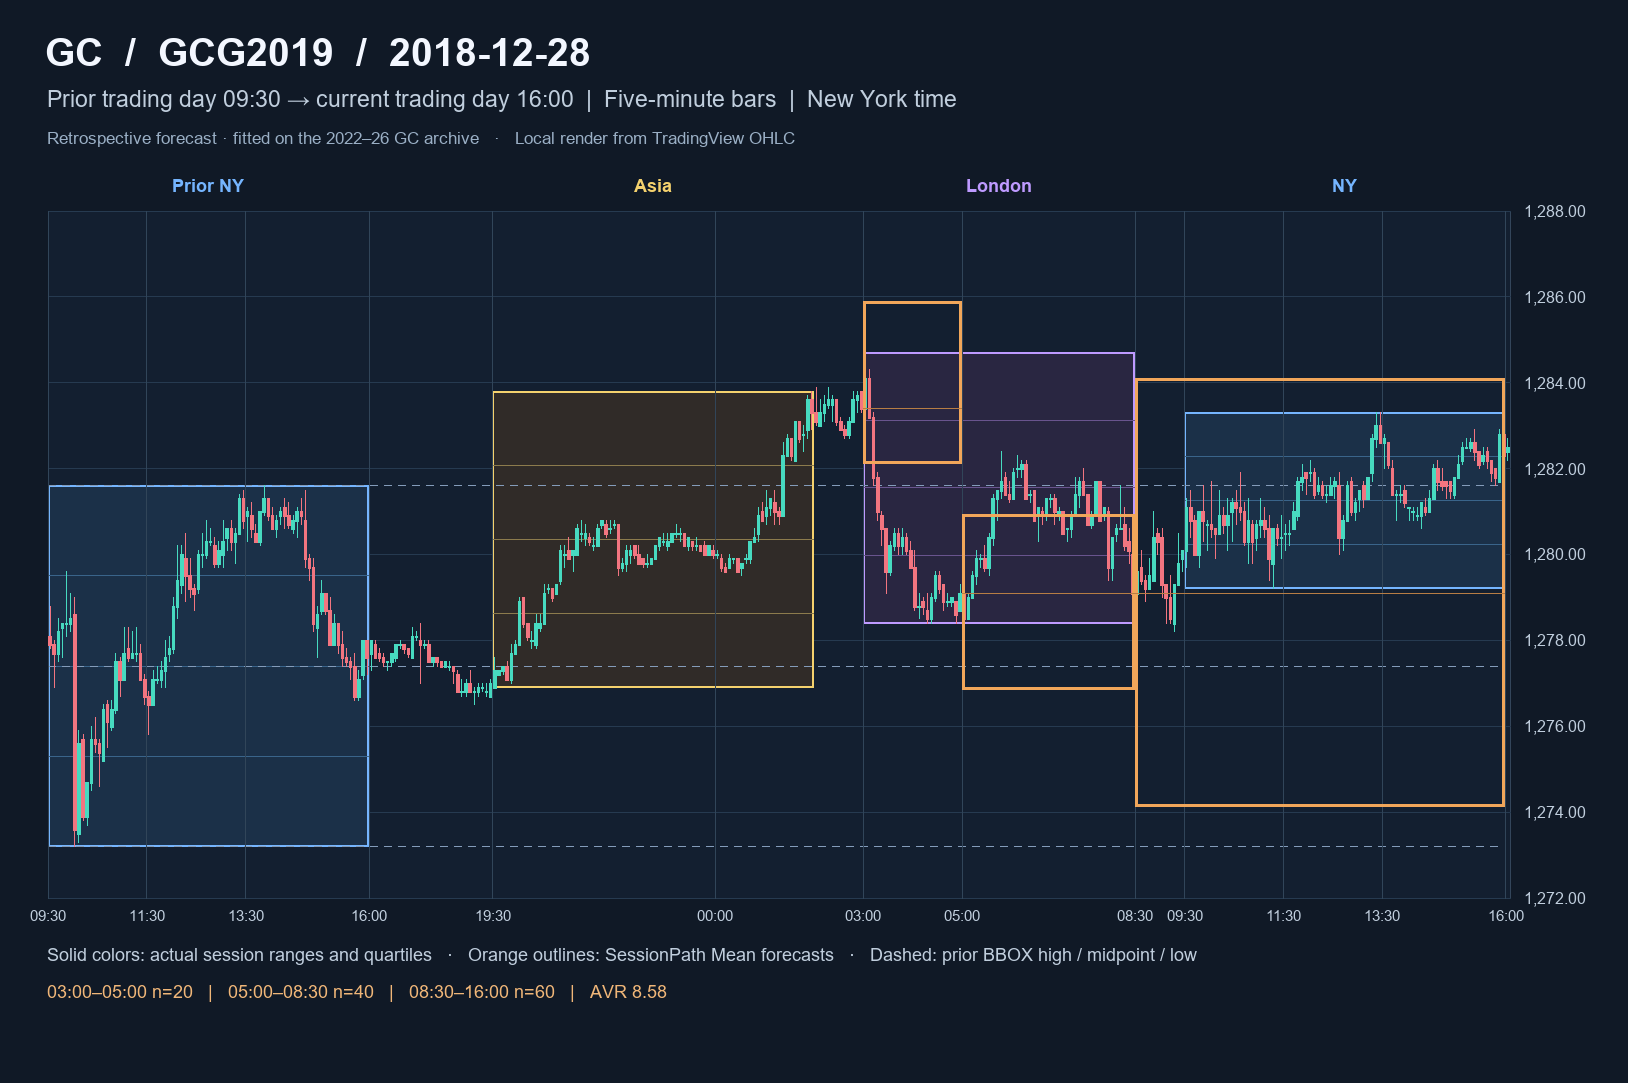 GC / GCG2019 / 2018-12-28
Prior trading day 09:30 → current trading day 16:00 | Five-minute bars | New York time
Retrospective forecast · fitted on the 2022–26 GC archive · Local render from TradingView OHLC
Prior NY Asia London NY
1,288.00
1,286.00
1,284.00
1,282.00
1,280.00
1,278.00
1,276.00
1,274.00
1,272.00
09:30 11:30 13:30 16:00 19:30 00:00 03:00 05:00 08:30 09:30 11:30 13:30 16:00
Solid colors: actual session ranges and quartiles · Orange outlines: SessionPath Mean forecasts · Dashed: prior BBOX high / midpoint / low
03:00–05:00 n=20 | 05:00–08:30 n=40 | 08:30–16:00 n=60 | AVR 8.58